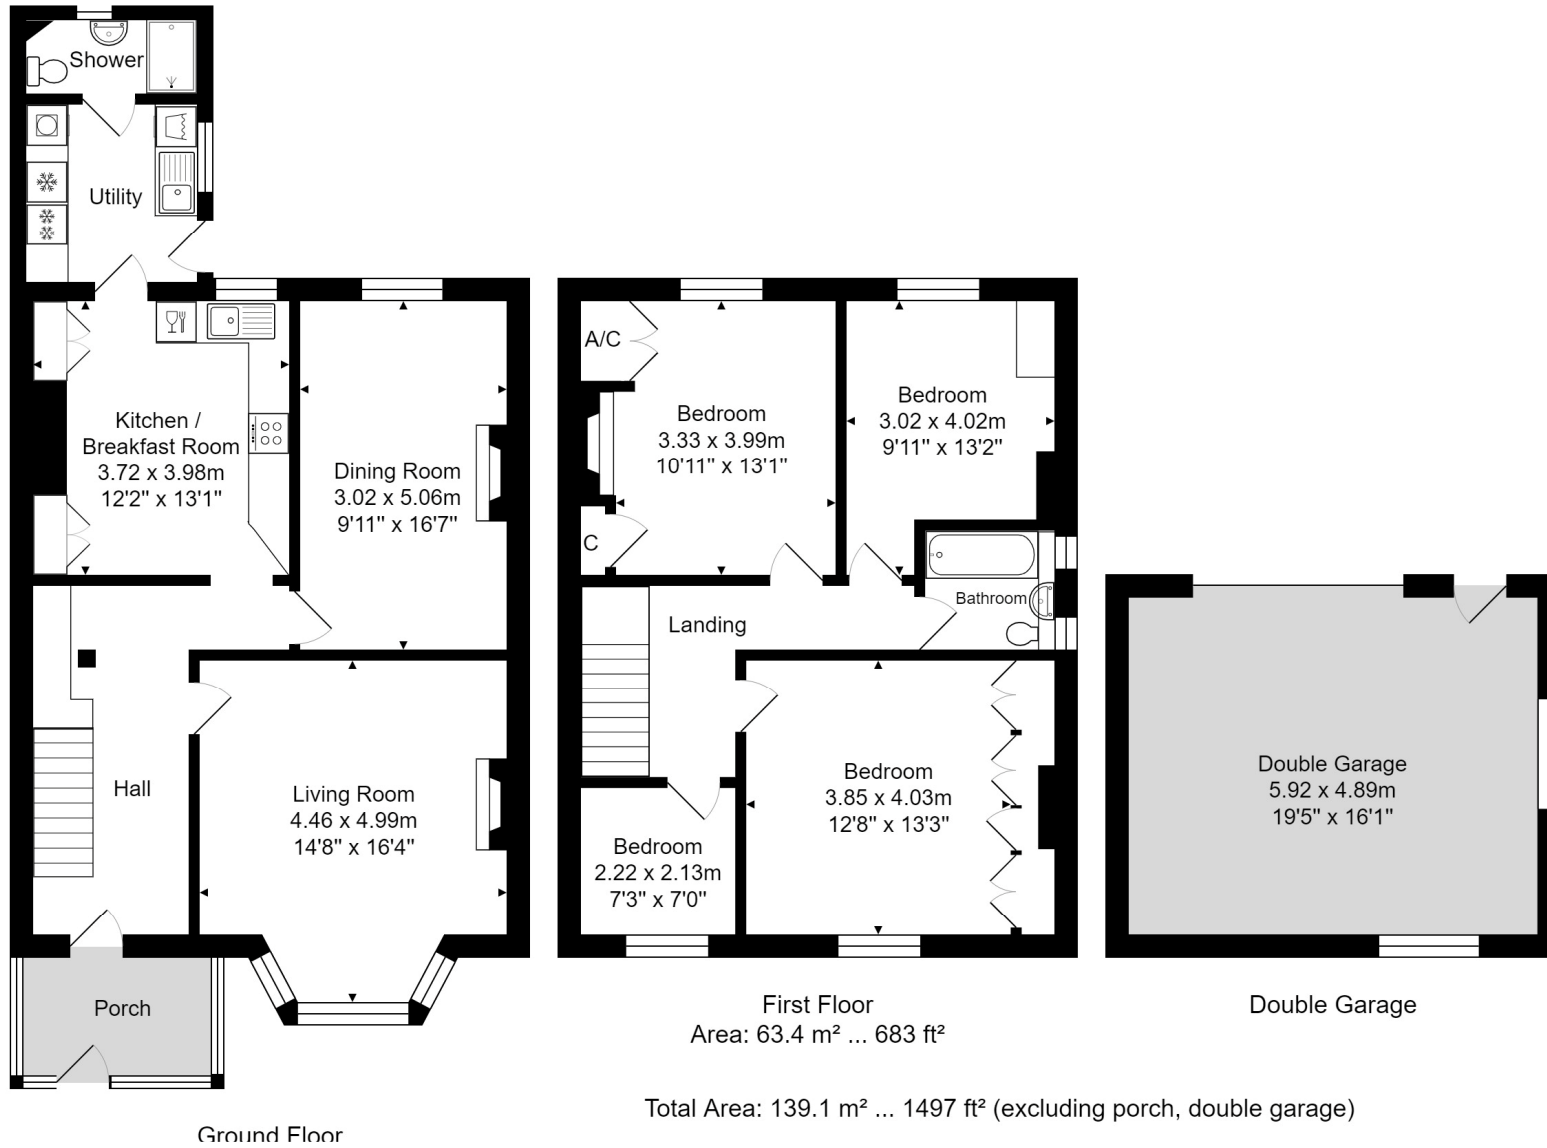 Shower
Utility
Kitchen /
Breakfast Room
3.72 x 3.98m
12'2" x 13'1"
Dining Room
3.02 x 5.06m
9'11" x 16'7"
Hall
Living Room
4.46 x 4.99m
14'8" x 16'4"
Porch
Ground Floor
A/C
Bedroom
3.33 x 3.99m
10'11" x 13'1"
C
Bedroom
3.02 x 4.02m
9'11" x 13'2"
Bathroom
Landing
Bedroom
3.85 x 4.03m
12'8" x 13'3"
Bedroom
2.22 x 2.13m
7'3" x 7'0"
First Floor
Area: 63.4 m² ... 683 ft²
Double Garage
5.92 x 4.89m
19'5" x 16'1"
Double Garage
Total Area: 139.1 m² ... 1497 ft² (excluding porch, double garage)